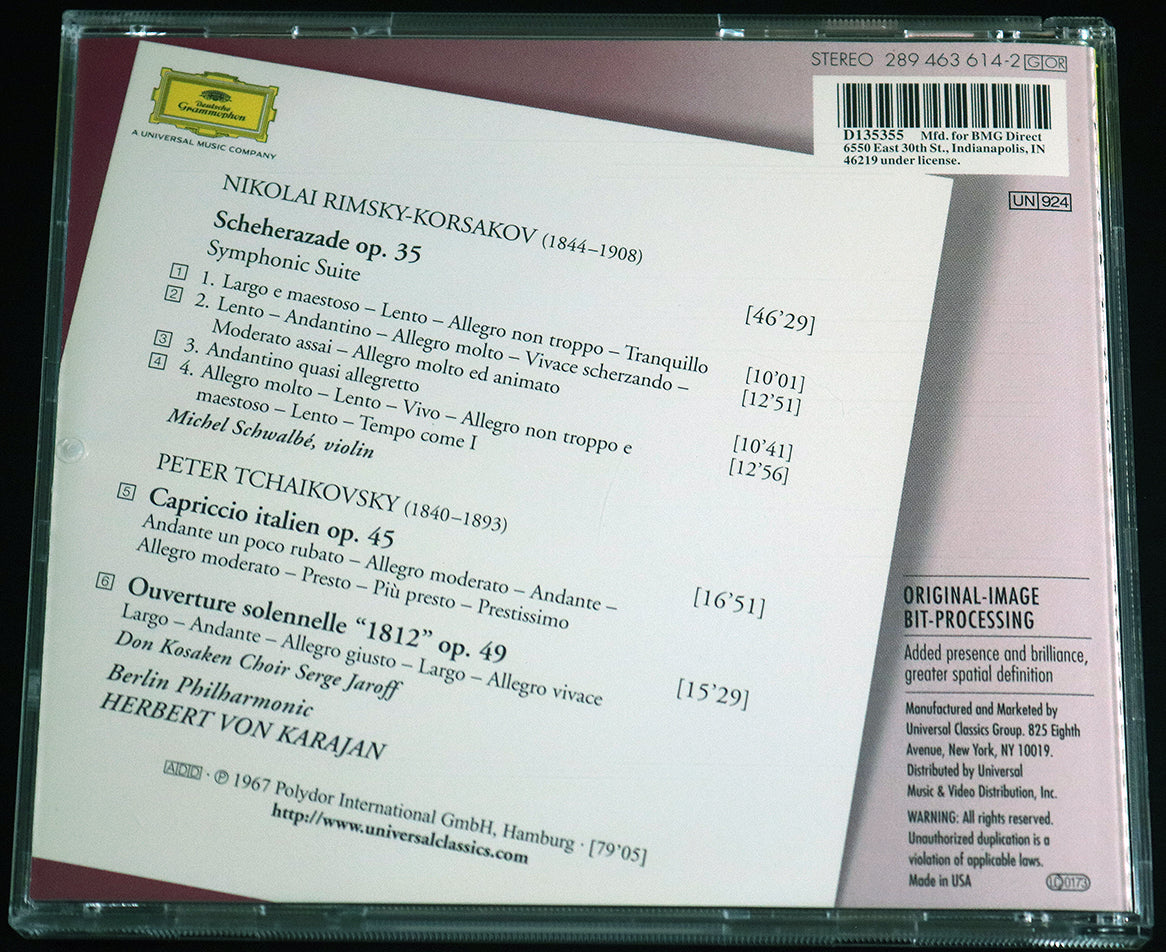 STEREO 289 463 614-2 GOR
D135355 Mfd. for BMG Direct
6550 East 30th St., Indianapolis, IN
46219 under license.
UN 924
Deutsche
Grammophon
A UNIVERSAL MUSIC COMPANY
NIKOLAI RIMSKY-KORSAKOV (1844–1908)
Scheherazade op. 35 [46’29]
Symphonic Suite
1 1. Largo e maestoso – Lento – Allegro non troppo – Tranquillo [10’01]
2 2. Lento – Andantino – Allegro molto – Vivace scherzando – [12’51]
Moderato assai – Allegro molto ed animato
3 3. Andantino quasi allegretto [10’41]
4 4. Allegro molto – Lento – Vivo – Allegro non troppo e [12’56]
maestoso – Lento – Tempo come I
Michel Schwalbé, violin
PETER TCHAIKOVSKY (1840–1893)
5 Capriccio italien op. 45 [16’51]
Andante un poco rubato – Allegro moderato – Andante –
Allegro moderato – Presto – Più presto – Prestissimo
6 Ouverture solennelle “1812” op. 49 [15’29]
Largo – Andante – Allegro giusto – Largo – Allegro vivace
Don Kosaken Choir Serge Jaroff
Berlin Philharmonic
HERBERT VON KARAJAN
ADD · ℗ 1967 Polydor International GmbH, Hamburg · [79’05]
http://www.universalclassics.com
ORIGINAL-IMAGE
BIT-PROCESSING
Added presence and brilliance,
greater spatial definition
Manufactured and Marketed by
Universal Classics Group. 825 Eighth
Avenue, New York, NY 10019.
Distributed by Universal
Music & Video Distribution, Inc.
WARNING: All rights reserved.
Unauthorized duplication is a
violation of applicable laws.
Made in USA
LC 0173